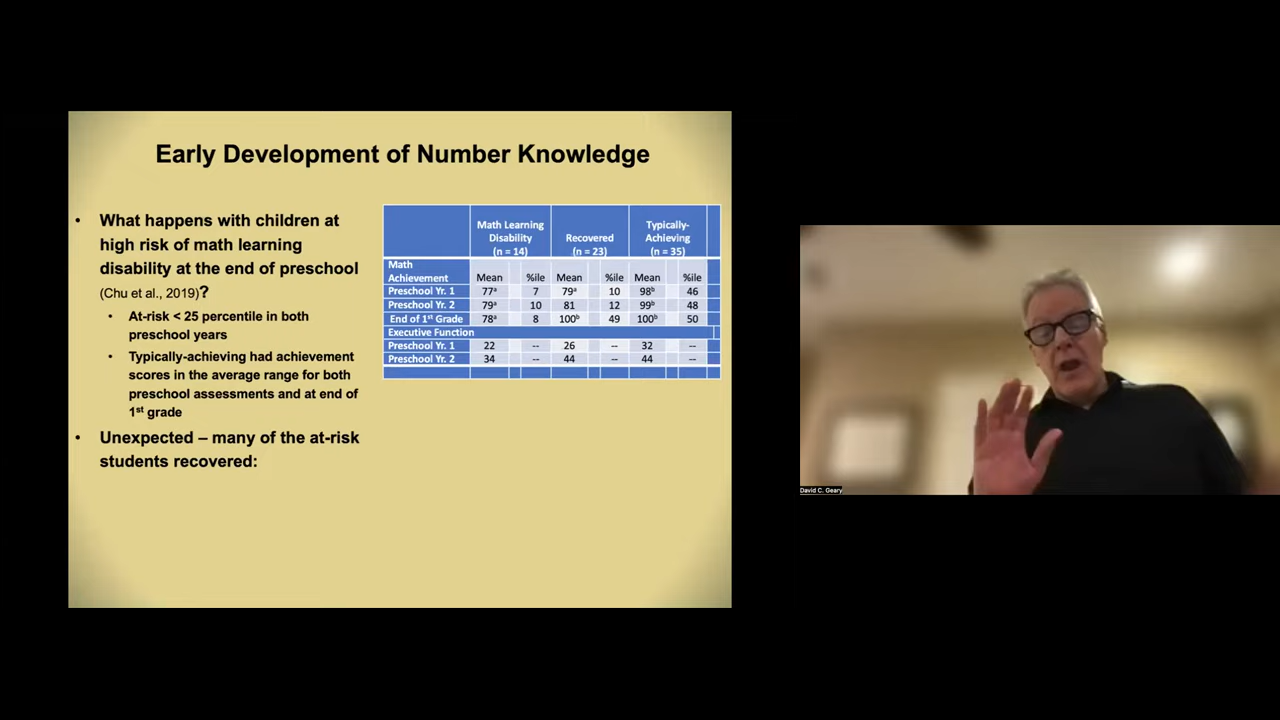 Early Development of Number Knowledge
• What happens with children at
high risk of math learning
disability at the end of preschool
(Chu et al., 2019)?
• At-risk < 25 percentile in both
preschool years
• Typically-achieving had achievement
scores in the average range for both
preschool assessments and at end of
1st grade
• Unexpected – many of the at-risk
students recovered:
Math Learning Disability (n = 14) Recovered (n = 23) Typically-Achieving (n = 35)
Math Achievement Mean %ile Mean %ile Mean %ile
Preschool Yr. 1 77ᵃ 7 79ᵃ 10 98ᵇ 46
Preschool Yr. 2 79ᵃ 10 81 12 99ᵇ 48
End of 1st Grade 78ᵃ 8 100ᵇ 49 100ᵇ 50
Executive Function
Preschool Yr. 1 22 -- 26 -- 32 --
Preschool Yr. 2 34 -- 44 -- 44 --
David C. Geary